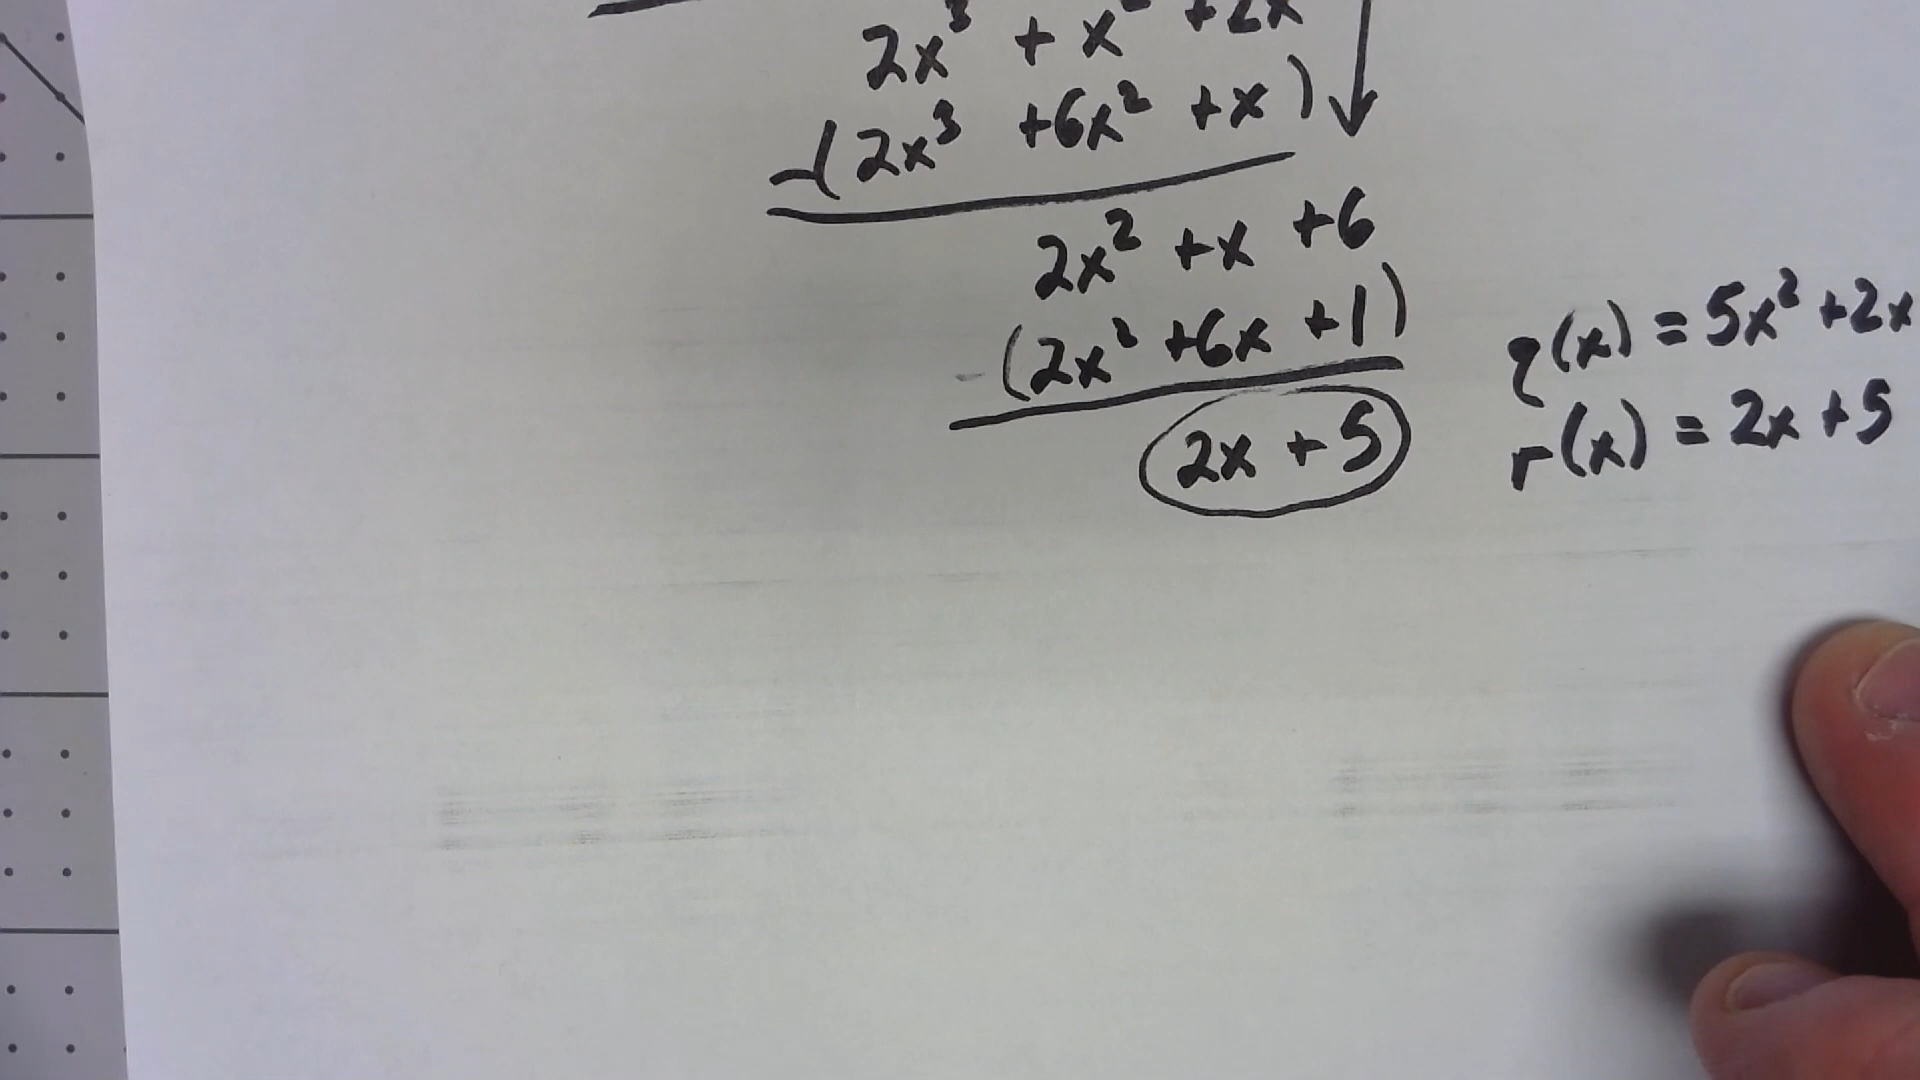 2x³ + x² +2x
-(2x³ +6x² +x)
2x² +x +6
-(2x² +6x +1)
2x + 5
q(x) = 5x² +2x
r(x) = 2x +5